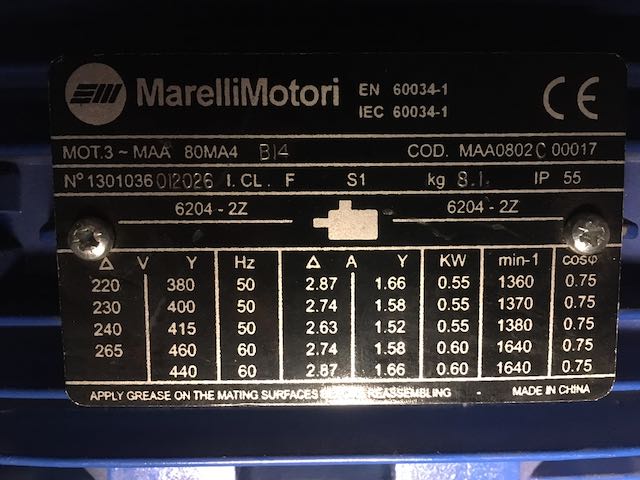 MarelliMotori EN 60034-1
IEC 60034-1 CE
MOT.3 ~ MAA 80MA4 B14 COD. MAA0802C 00017
Nº 1301036012026 I. CL. F S1 kg 8.1. IP 55
6204 - 2Z 6204 - 2Z
Δ V Y Hz Δ A Y KW min-1 cosφ
220 380 50 2.87 1.66 0.55 1360 0.75
230 400 50 2.74 1.58 0.55 1370 0.75
240 415 50 2.63 1.52 0.55 1380 0.75
265 460 60 2.74 1.58 0.60 1640 0.75
440 60 2.87 1.66 0.60 1640 0.75
APPLY GREASE ON THE MATING SURFACES REASSEMBLING MADE IN CHINA